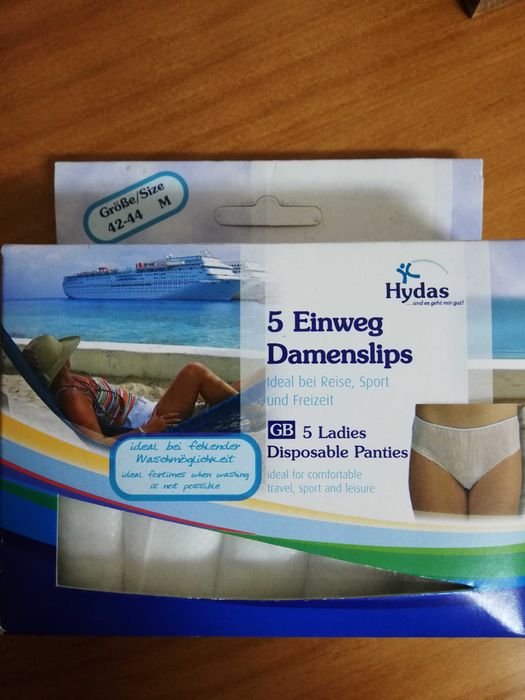 Größe/Size
42-44 M
Hydas
...und es geht mir gut!
5 Einweg
Damenslips
Ideal bei Reise, Sport
und Freizeit
GB 5 Ladies
Disposable Panties
ideal for comfortable
travel, sport and leisure
ideal bei fehlender
Waschmöglichkeit
ideal fortimes when washing
is not possible